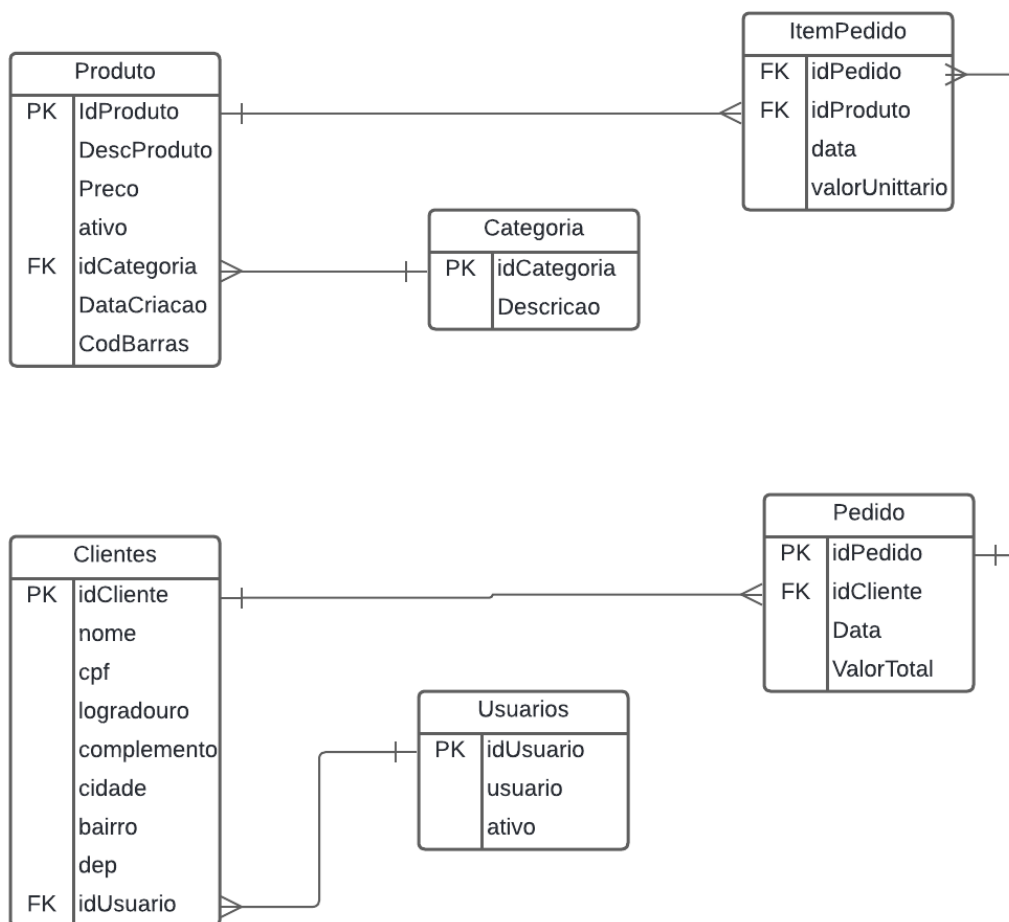 Produto
PK IdProduto
DescProduto
Preco
ativo
FK idCategoria
DataCriacao
CodBarras
ItemPedido
FK idPedido
FK idProduto
data
valorUnittario
Categoria
PK idCategoria
Descricao
Clientes
PK idCliente
nome
cpf
logradouro
complemento
cidade
bairro
dep
FK idUsuario
Usuarios
PK idUsuario
usuario
ativo
Pedido
PK idPedido
FK idCliente
Data
ValorTotal